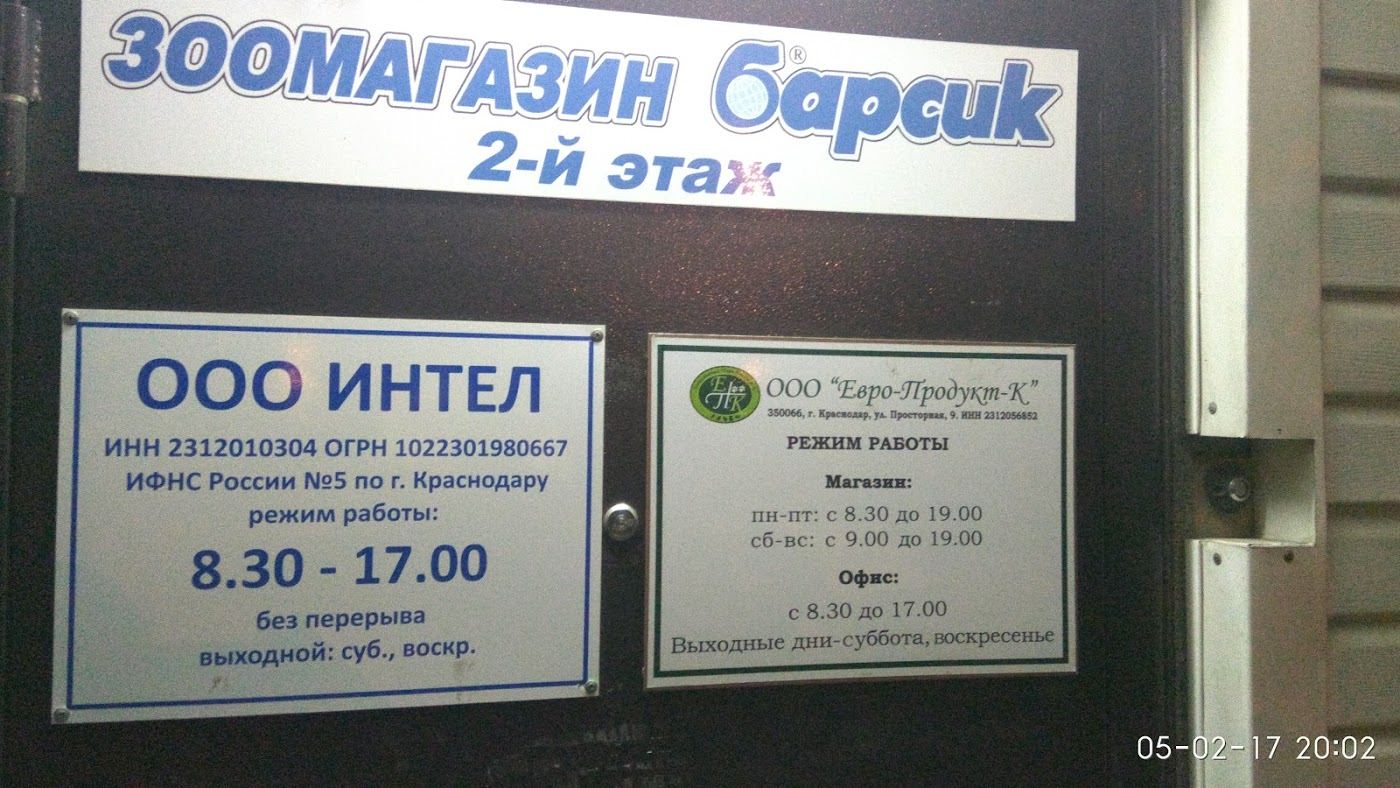 ЗООМАГАЗИН барсик®
2-й этаж
ООО ИНТЕЛ
ИНН 2312010304 ОГРН 1022301980667
ИФНС России №5 по г. Краснодару
режим работы:
8.30 - 17.00
без перерыва
выходной: суб., воскр.
ЕПК
ООО “Евро-Продукт-К”
350066, г. Краснодар, ул. Просторная, 9. ИНН 2312056852
РЕЖИМ РАБОТЫ
Магазин:
пн-пт: с 8.30 до 19.00
сб-вс: с 9.00 до 19.00
Офис:
с 8.30 до 17.00
Выходные дни-суббота, воскресенье
05-02-17 20:02